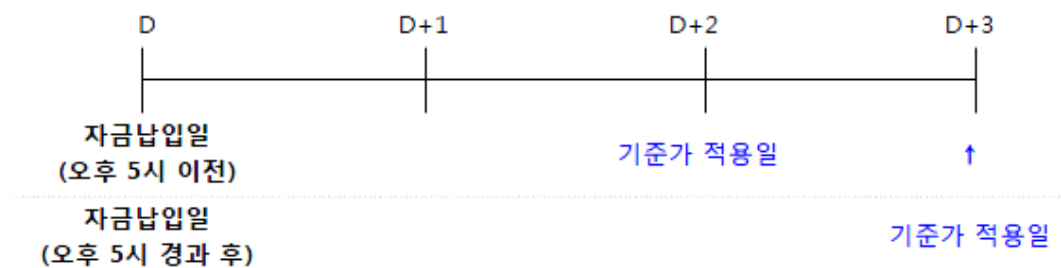 D D+1 D+2 D+3
자금납입일
(오후 5시 이전)
기준가 적용일 ↑
자금납입일
(오후 5시 경과 후)
기준가 적용일